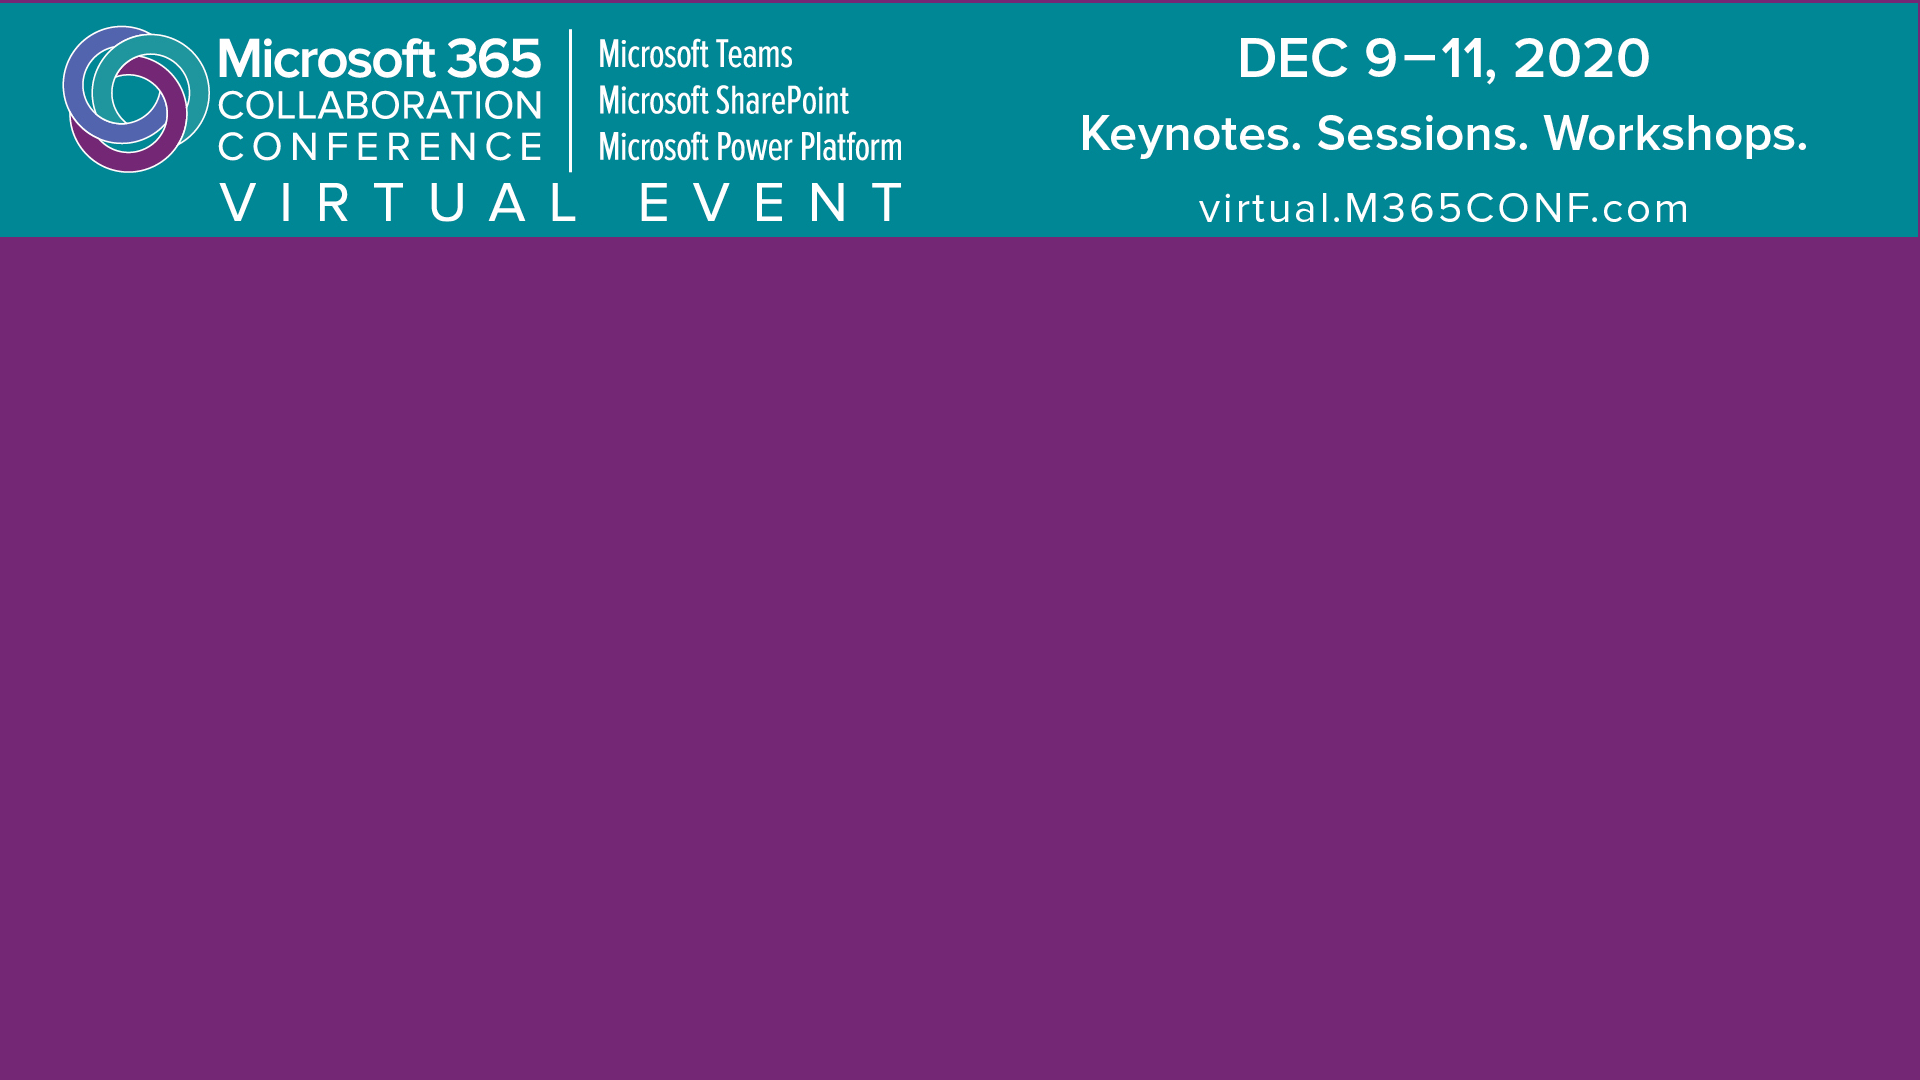 Microsoft 365
COLLABORATION
CONFERENCE
VIRTUAL EVENT
Microsoft Teams
Microsoft SharePoint
Microsoft Power Platform
DEC 9–11, 2020
Keynotes. Sessions. Workshops.
virtual.M365CONF.com